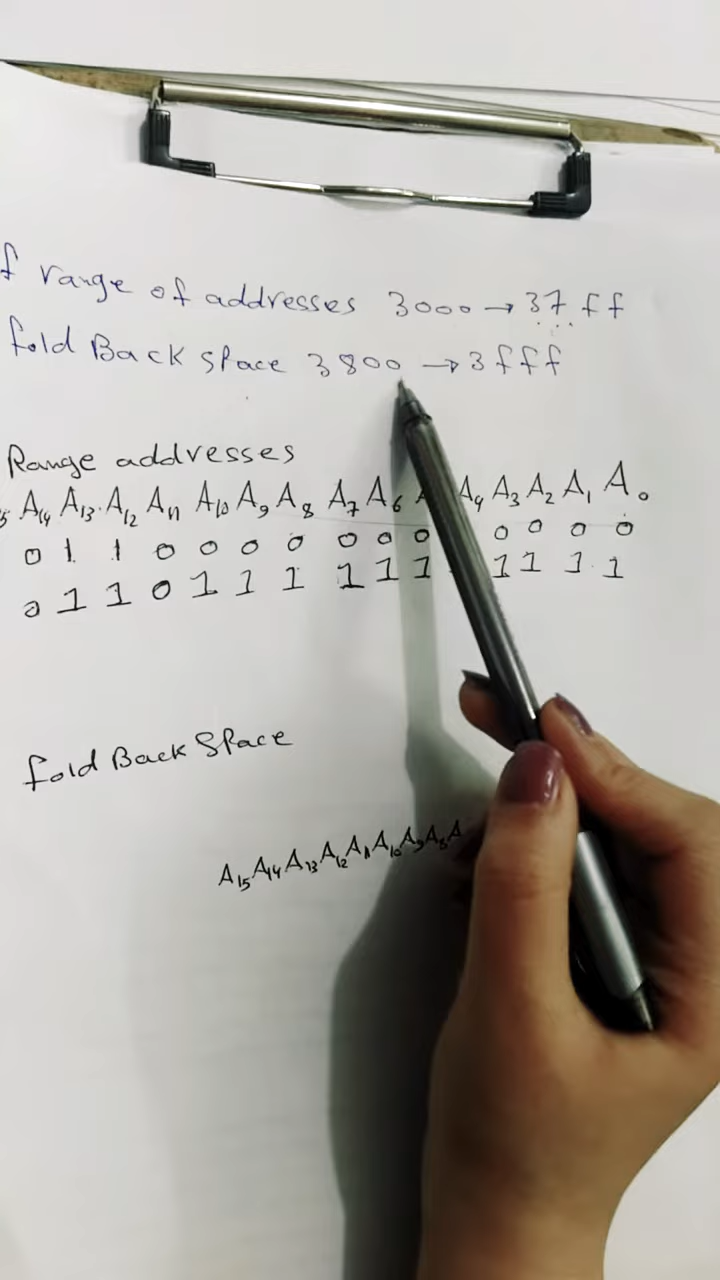 f range of addresses 3000 → 37ff
fold Back Space 3800 → 3fff
Range addresses
5 A14 A13 A12 A11 A10 A9 A8 A7 A6 A A4 A3 A2 A1 A0
0 1 1 0 0 0 0 0 0 0 0 0 0 0
0 1 1 0 1 1 1 1 1 1 1 1 1 1
fold Back Space
A15 A14 A13 A12 A11 A10 A9 A8 A